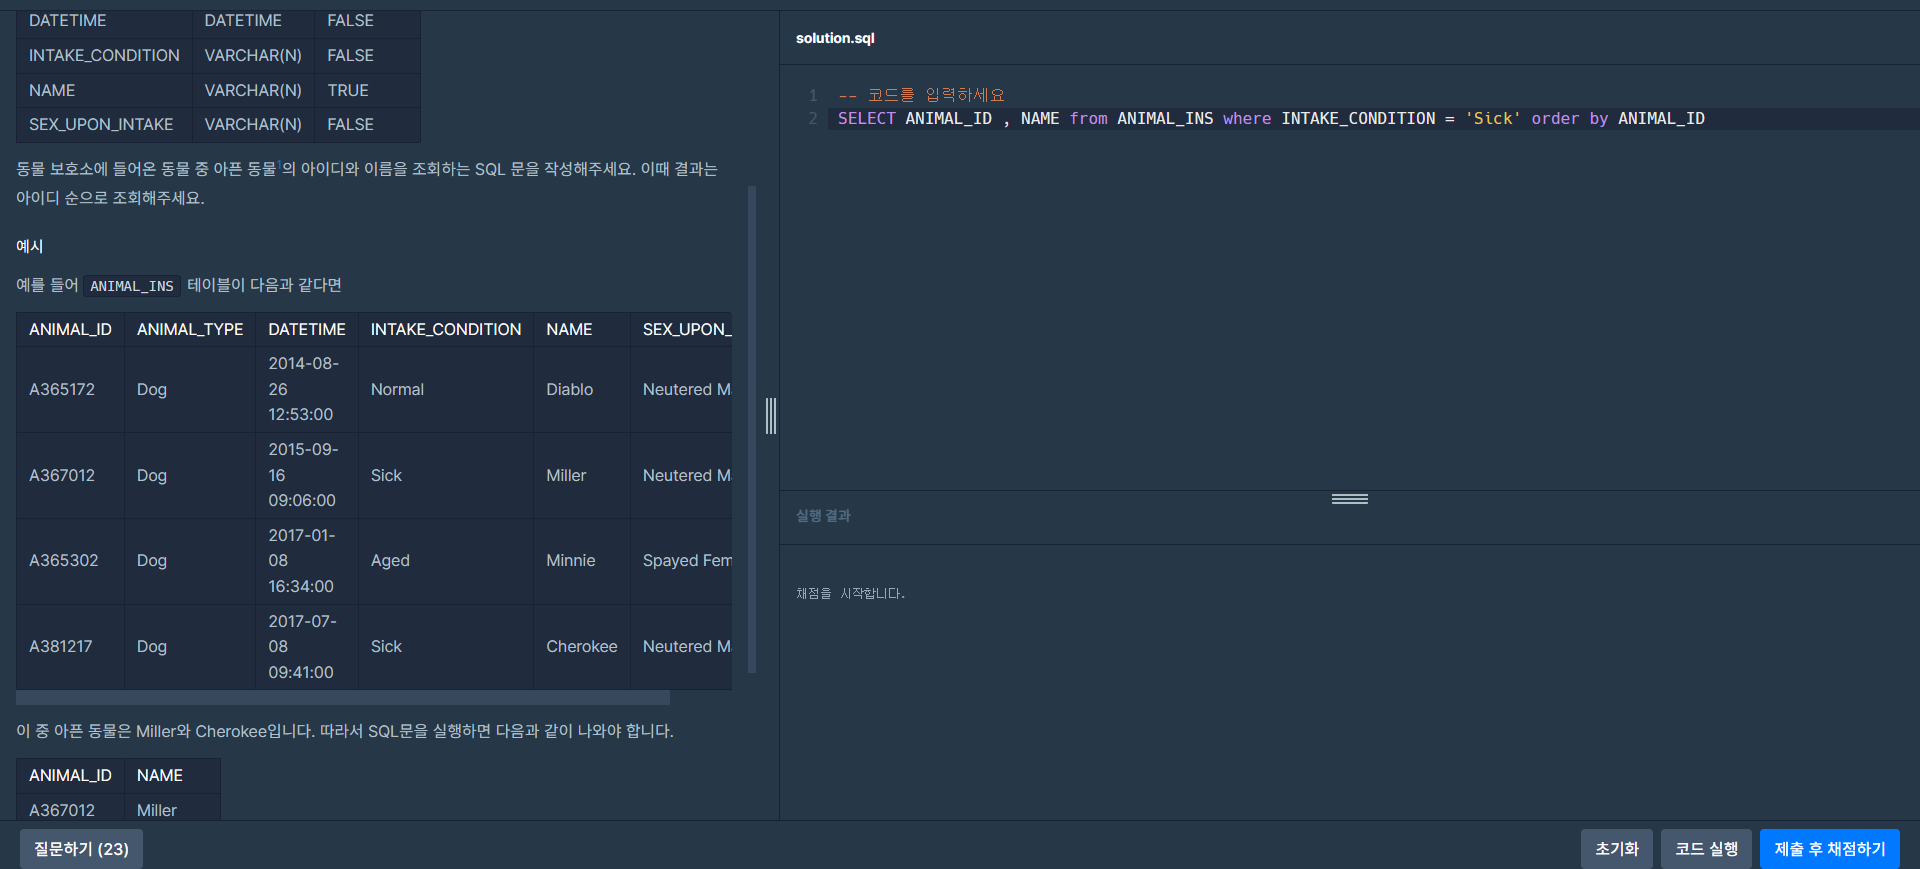 DATETIME DATETIME FALSE
INTAKE_CONDITION VARCHAR(N) FALSE
NAME VARCHAR(N) TRUE
SEX_UPON_INTAKE VARCHAR(N) FALSE
동물 보호소에 들어온 동물 중 아픈 동물1의 아이디와 이름을 조회하는 SQL 문을 작성해주세요. 이때 결과는
아이디 순으로 조회해주세요.
예시
예를 들어 ANIMAL_INS 테이블이 다음과 같다면
ANIMAL_ID ANIMAL_TYPE DATETIME INTAKE_CONDITION NAME SEX_UPON_
A365172 Dog 2014-08-26 12:53:00 Normal Diablo Neutered Ma
A367012 Dog 2015-09-16 09:06:00 Sick Miller Neutered Ma
A365302 Dog 2017-01-08 16:34:00 Aged Minnie Spayed Fem
A381217 Dog 2017-07-08 09:41:00 Sick Cherokee Neutered Ma
이 중 아픈 동물은 Miller와 Cherokee입니다. 따라서 SQL문을 실행하면 다음과 같이 나와야 합니다.
ANIMAL_ID NAME
A367012 Miller
질문하기 (23)
solution.sql
1 -- 코드를 입력하세요
2 SELECT ANIMAL_ID , NAME from ANIMAL_INS where INTAKE_CONDITION = 'Sick' order by ANIMAL_ID
실행 결과
채점을 시작합니다.
초기화 코드 실행 제출 후 채점하기